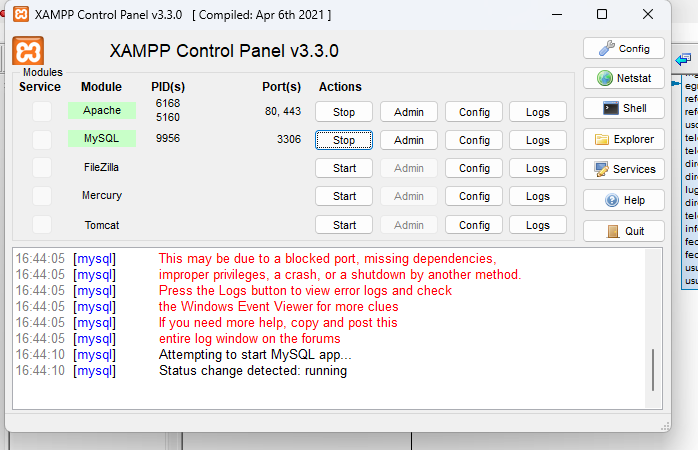 XAMPP Control Panel v3.3.0 [ Compiled: Apr 6th 2021 ]
XAMPP Control Panel v3.3.0
Config
Modules
Service Module PID(s) Port(s) Actions
Netstat
Apache 6168 5160 80, 443 Stop Admin Config Logs
Shell
MySQL 9956 3306 Stop Admin Config Logs
Explorer
FileZilla Start Admin Config Logs
Services
Mercury Start Admin Config Logs
Help
Tomcat Start Admin Config Logs
Quit
16:44:05 [mysql] This may be due to a blocked port, missing dependencies,
16:44:05 [mysql] improper privileges, a crash, or a shutdown by another method.
16:44:05 [mysql] Press the Logs button to view error logs and check
16:44:05 [mysql] the Windows Event Viewer for more clues
16:44:05 [mysql] If you need more help, copy and post this
16:44:05 [mysql] entire log window on the forums
16:44:10 [mysql] Attempting to start MySQL app...
16:44:10 [mysql] Status change detected: running